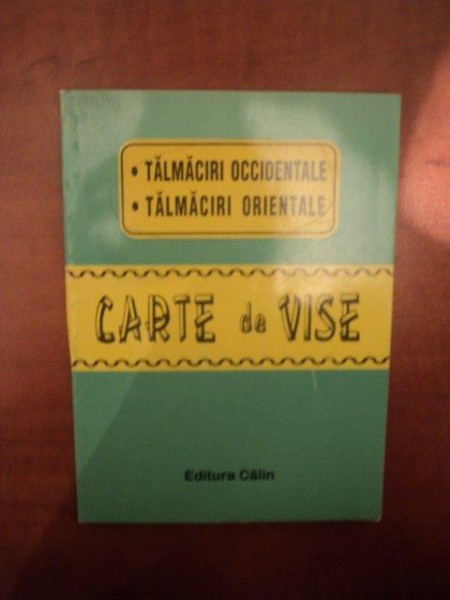 • TĂLMĂCIRI OCCIDENTALE
• TĂLMĂCIRI ORIENTALE
CARTE de VISE
Editura Călin